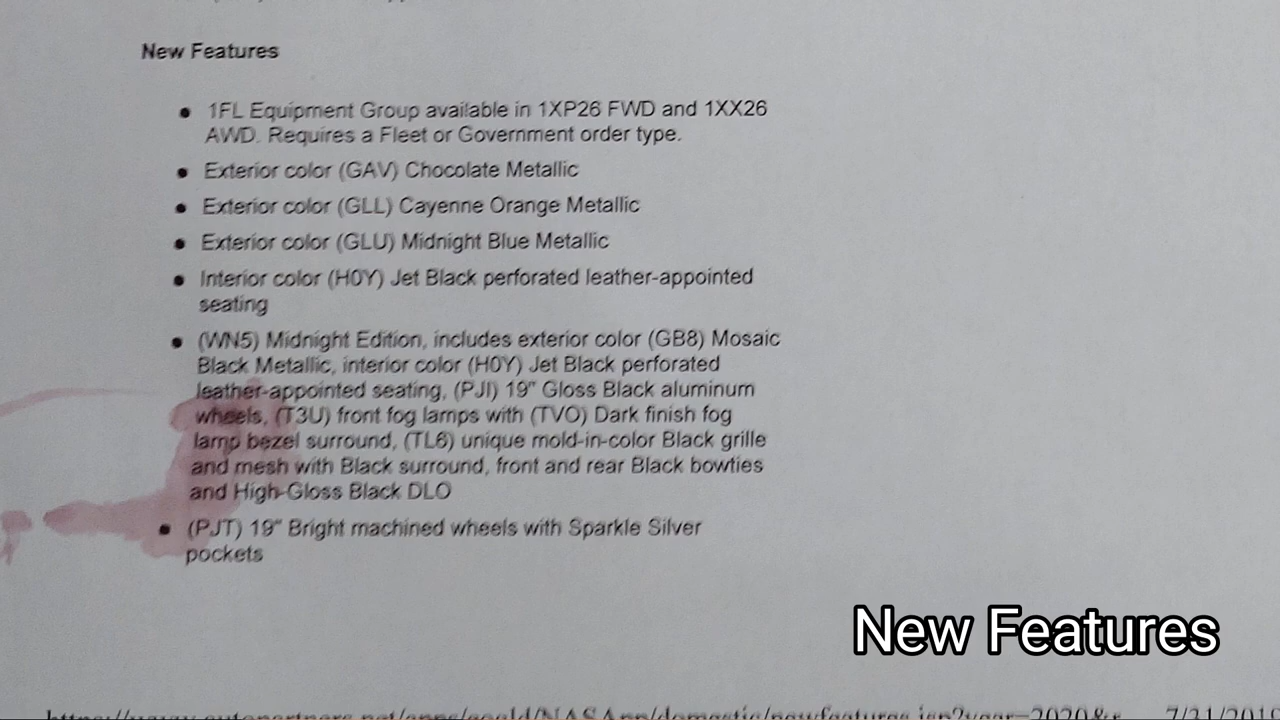 New Features
1FL Equipment Group available in 1XP26 FWD and 1XX26
AWD. Requires a Fleet or Government order type.
Exterior color (GAV) Chocolate Metallic
Exterior color (GLL) Cayenne Orange Metallic
Exterior color (GLU) Midnight Blue Metallic
Interior color (H0Y) Jet Black perforated leather-appointed
seating
(WN5) Midnight Edition, includes exterior color (GB8) Mosaic
Black Metallic, interior color (H0Y) Jet Black perforated
leather-appointed seating, (PJI) 19" Gloss Black aluminum
wheels, (T3U) front fog lamps with (TVO) Dark finish fog
lamp bezel surround, (TL6) unique mold-in-color Black grille
and mesh with Black surround, front and rear Black bowties
and High-Gloss Black DLO
(PJT) 19" Bright machined wheels with Sparkle Silver
pockets
New Features